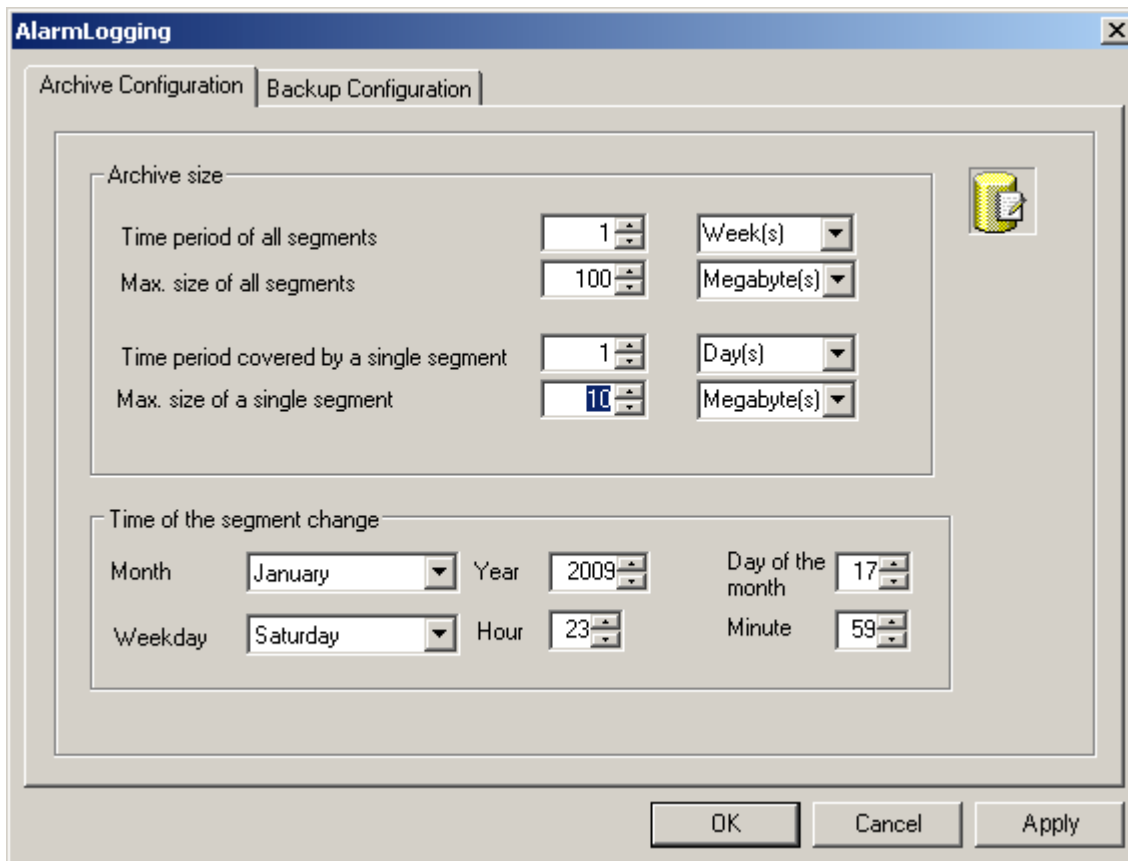 AlarmLogging
Archive Configuration Backup Configuration
Archive size
Time period of all segments 1 Week(s)
Max. size of all segments 100 Megabyte(s)
Time period covered by a single segment 1 Day(s)
Max. size of a single segment 10 Megabyte(s)
Time of the segment change
Month January Year 2009 Day of the month 17
Weekday Saturday Hour 23 Minute 59
OK Cancel Apply